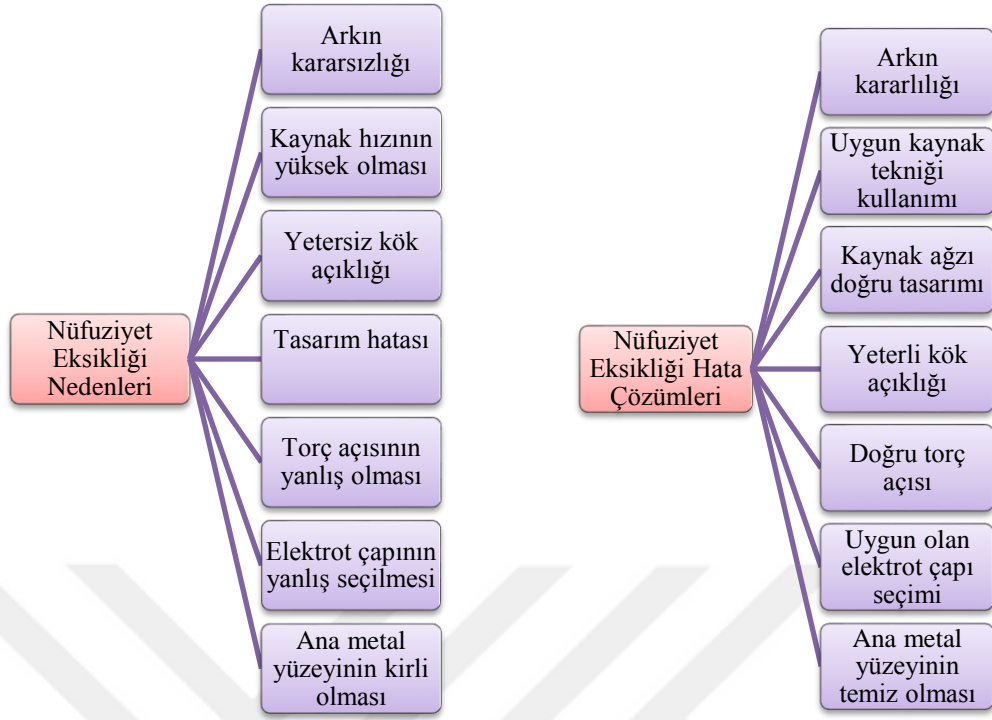 Nüfuziyet
Eksikliği
Nedenleri
Arkın
kararsızlığı
Kaynak hızının
yüksek olması
Yetersiz kök
açıklığı
Tasarım hatası
Torç açısının
yanlış olması
Elektrot çapının
yanlış seçilmesi
Ana metal
yüzeyinin kirli
olması
Nüfuziyet
Eksikliği Hata
Çözümleri
Arkın
kararlılığı
Uygun kaynak
tekniği
kullanımı
Kaynak ağzı
doğru tasarımı
Yeterli kök
açıklığı
Doğru torç
açısı
Uygun olan
elektrot çapı
seçimi
Ana metal
yüzeyinin
temiz olması